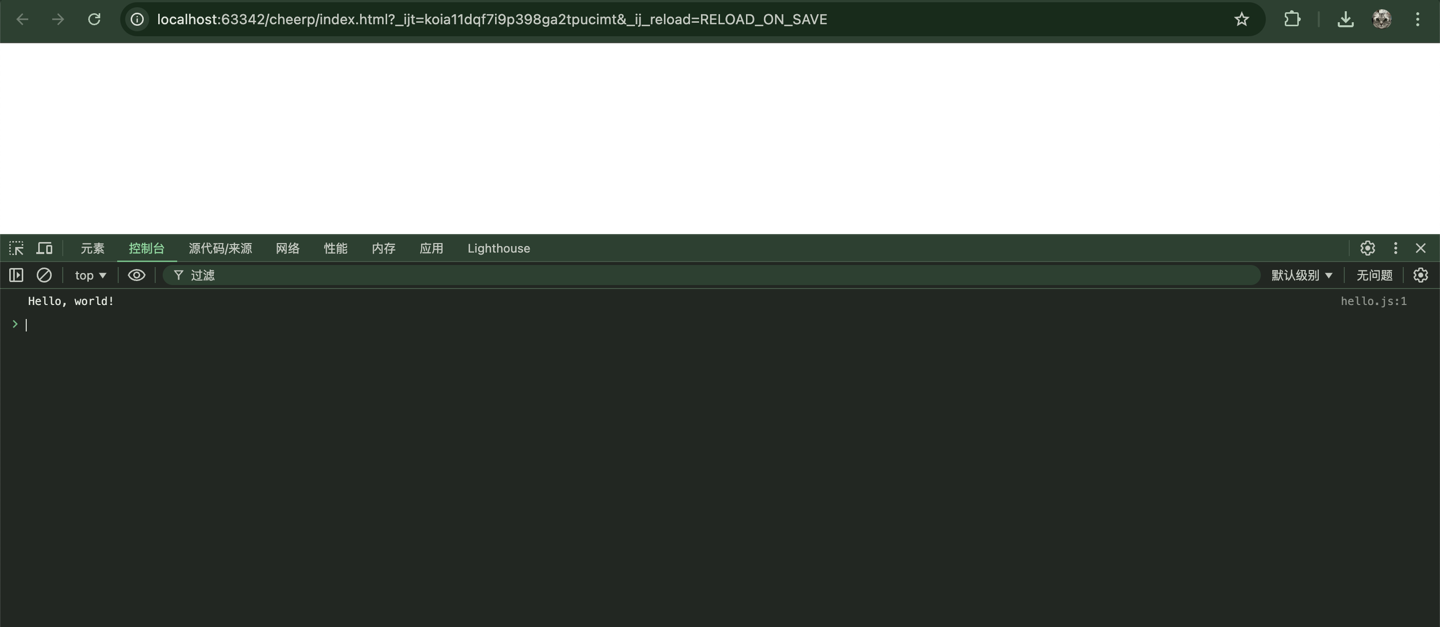 localhost:63342/cheerp/index.html?_ijt=koia11dqf7i9p398ga2tpucimt&_ij_reload=RELOAD_ON_SAVE
元素 控制台 源代码/来源 网络 性能 内存 应用 Lighthouse
top 过滤 默认级别 无问题
Hello, world! hello.js:1